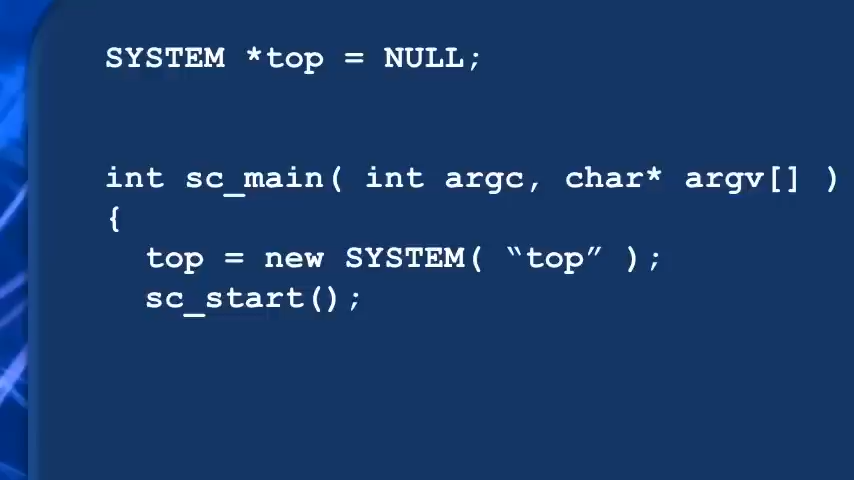 SYSTEM *top = NULL;
int sc_main( int argc, char* argv[] )
{
top = new SYSTEM( “top” );
sc_start();